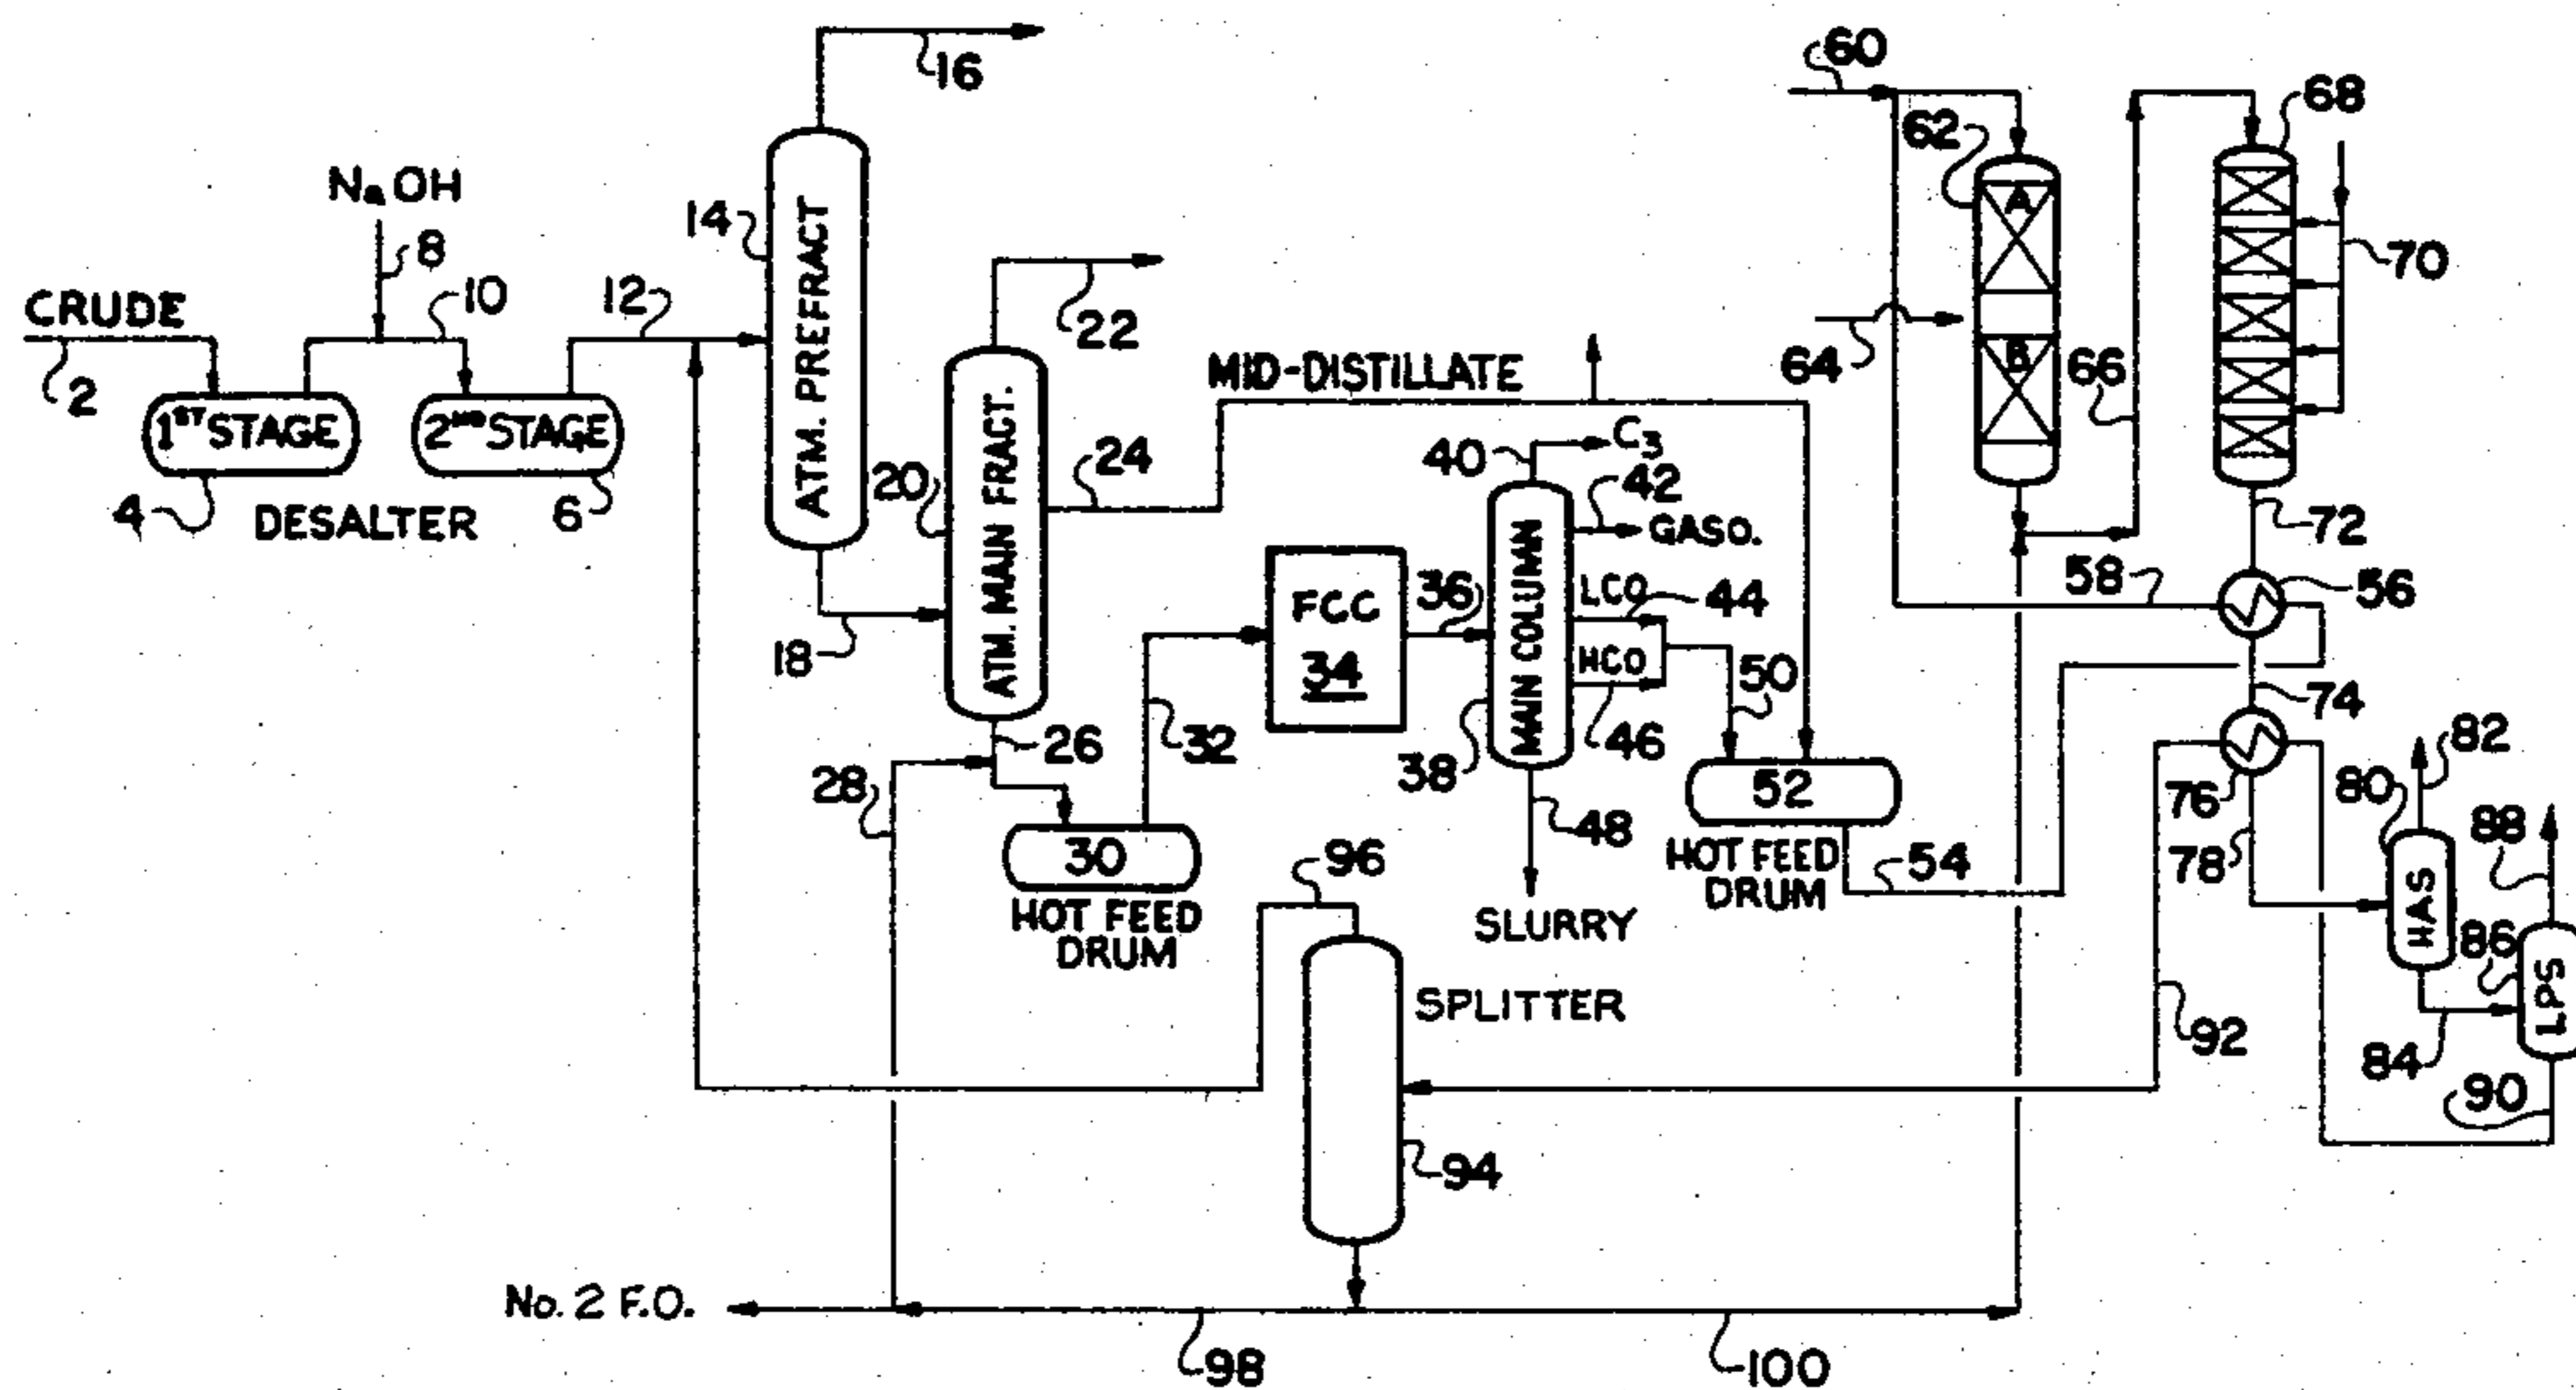 16
60
68
62
A
NaOH
14
8
70
CRUDE
10
12
ATM. PREFRACT
22
64
B
66
2
MID-DISTILLATE
1ST STAGE
2ND STAGE
40
C3
24
20
42
4
DESALTER
6
GASO.
72
ATM. MAIN FRACT.
FCC
34
36
MAIN COLUMN
LCO
44
58
56
18
HCO
50
74
26
32
38
46
82
28
52
76
80
48
88
30
96
HOT FEED
DRUM
54
78
HOT FEED
DRUM
SLURRY
HAS
86
LPS
SPLITTER
92
84
90
94
No. 2 F.O.
98
100